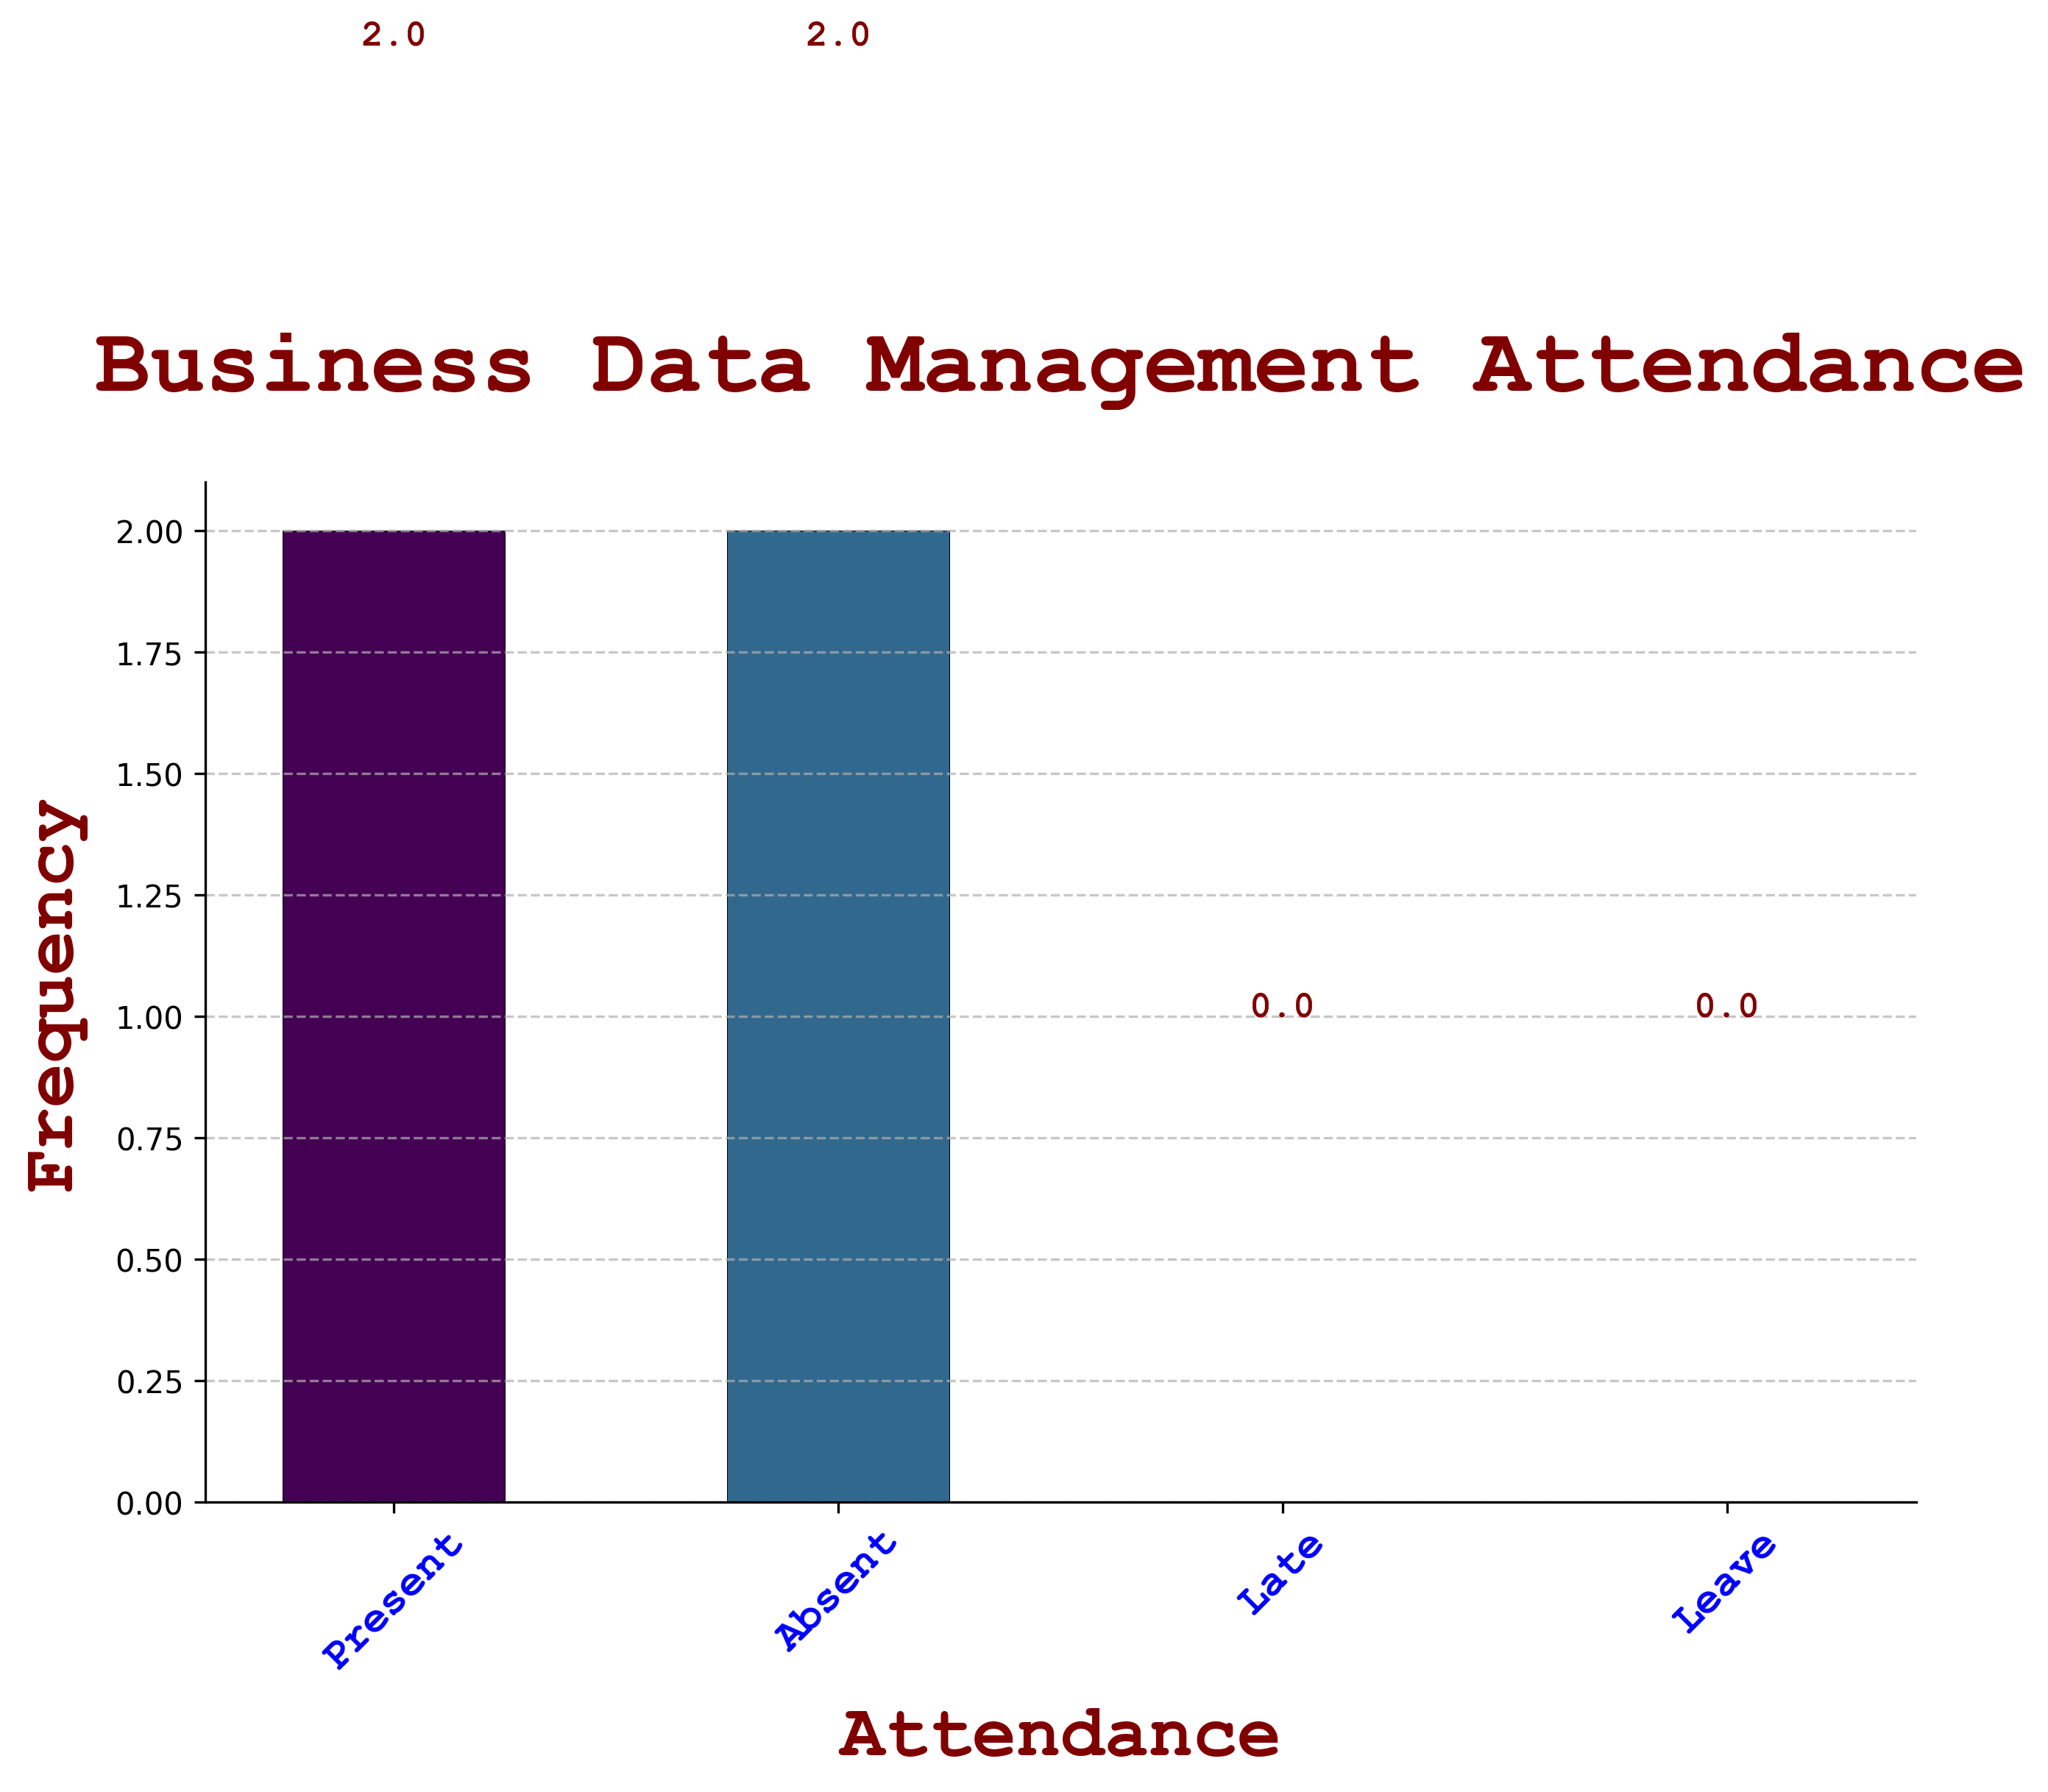 2.0 2.0
Business Data Management Attendance
2.00
1.75
1.50
1.25
1.00
0.75
0.50
0.25
0.00
Frequency
0.0 0.0
Present Absent Late Leave
Attendance